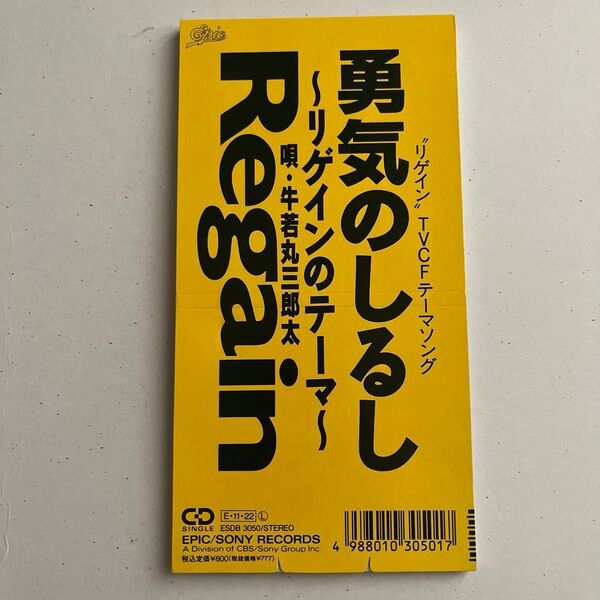 Epic
"リゲイン" TVCFテーマソング
勇気のしるし
〜リゲインのテーマ〜
唄・牛若丸三郎太
Regain
CD
SINGLE
E・11・22 L
ESDB 3050/STEREO
EPIC/SONY RECORDS
A Division of CBS/Sony Group Inc.
税込定価¥800(税抜価格¥777)
4 988010 305017